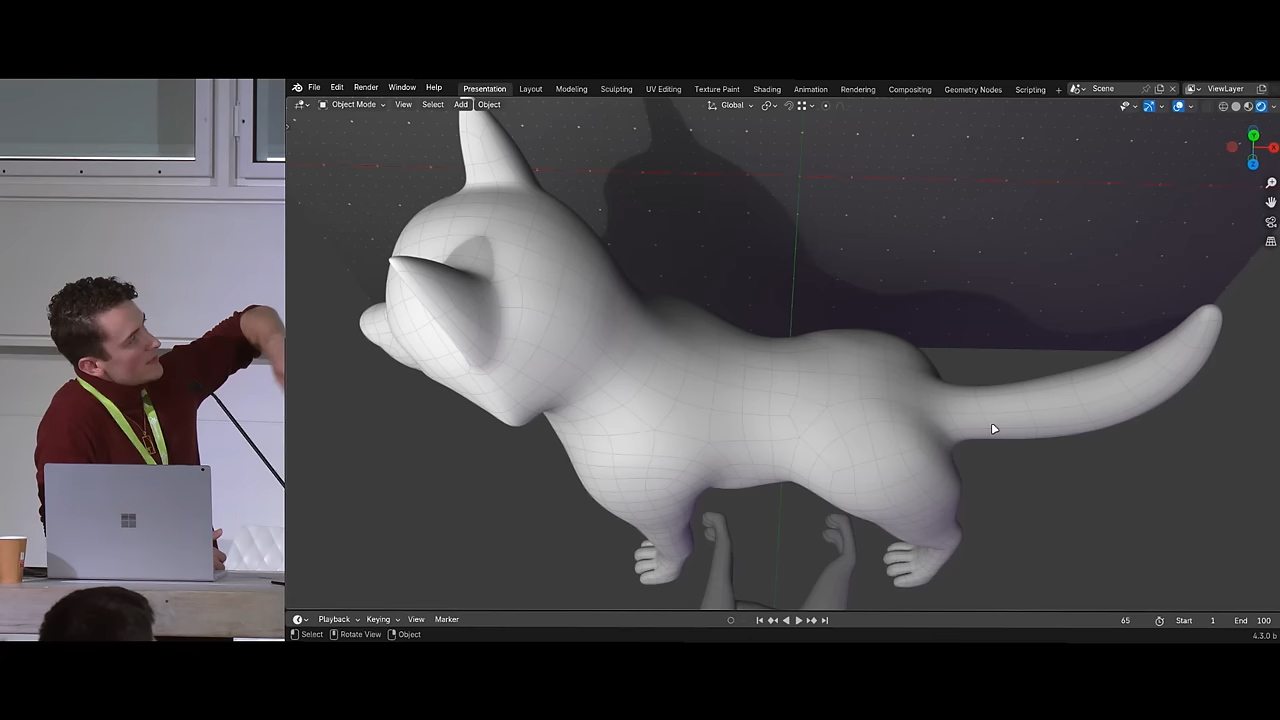 File Edit Render Window Help Presentation Layout Modeling Sculpting UV Editing Texture Paint Shading Animation Rendering Compositing Geometry Nodes Scripting + Scene ViewLayer
Object Mode View Select Add Object Global
Y
X
Z
Playback Keying View Marker 65 Start 1 End 100
Select Rotate View Object 4.3.0 b